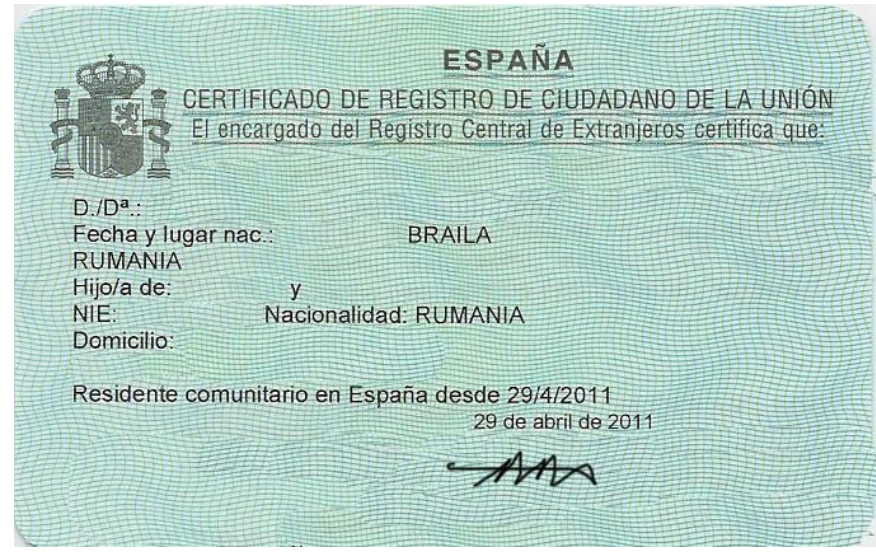 ESPAÑA
CERTIFICADO DE REGISTRO DE CIUDADANO DE LA UNIÓN
El encargado del Registro Central de Extranjeros certifica que:
D./Dª.:
Fecha y lugar nac.: BRAILA
RUMANIA
Hijo/a de: y
NIE: Nacionalidad: RUMANIA
Domicilio:
Residente comunitario en España desde 29/4/2011
29 de abril de 2011